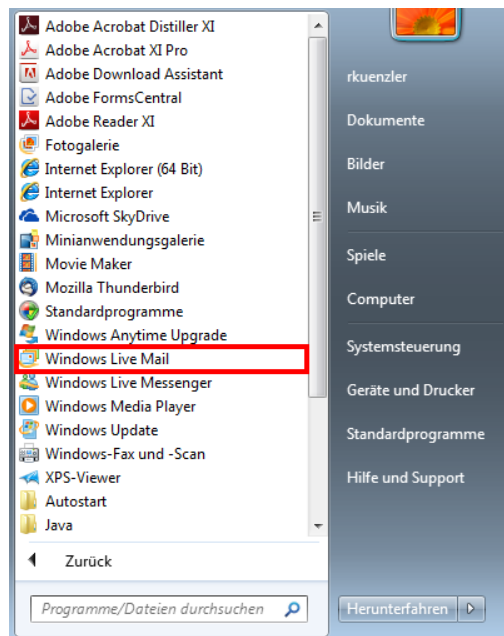 Adobe Acrobat Distiller XI
Adobe Acrobat XI Pro
Adobe Download Assistant
Adobe FormsCentral
Adobe Reader XI
Fotogalerie
Internet Explorer (64 Bit)
Internet Explorer
Microsoft SkyDrive
Minianwendungsgalerie
Movie Maker
Mozilla Thunderbird
Standardprogramme
Windows Anytime Upgrade
Windows Live Mail
Windows Live Messenger
Windows Media Player
Windows Update
Windows-Fax und -Scan
XPS-Viewer
Autostart
Java
Zurück
Programme/Dateien durchsuchen
rkuenzler
Dokumente
Bilder
Musik
Spiele
Computer
Systemsteuerung
Geräte und Drucker
Standardprogramme
Hilfe und Support
Herunterfahren